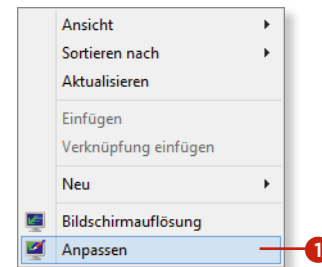 Ansicht
Sortieren nach
Aktualisieren
Einfügen
Verknüpfung einfügen
Neu
Bildschirmauflösung
Anpassen
1